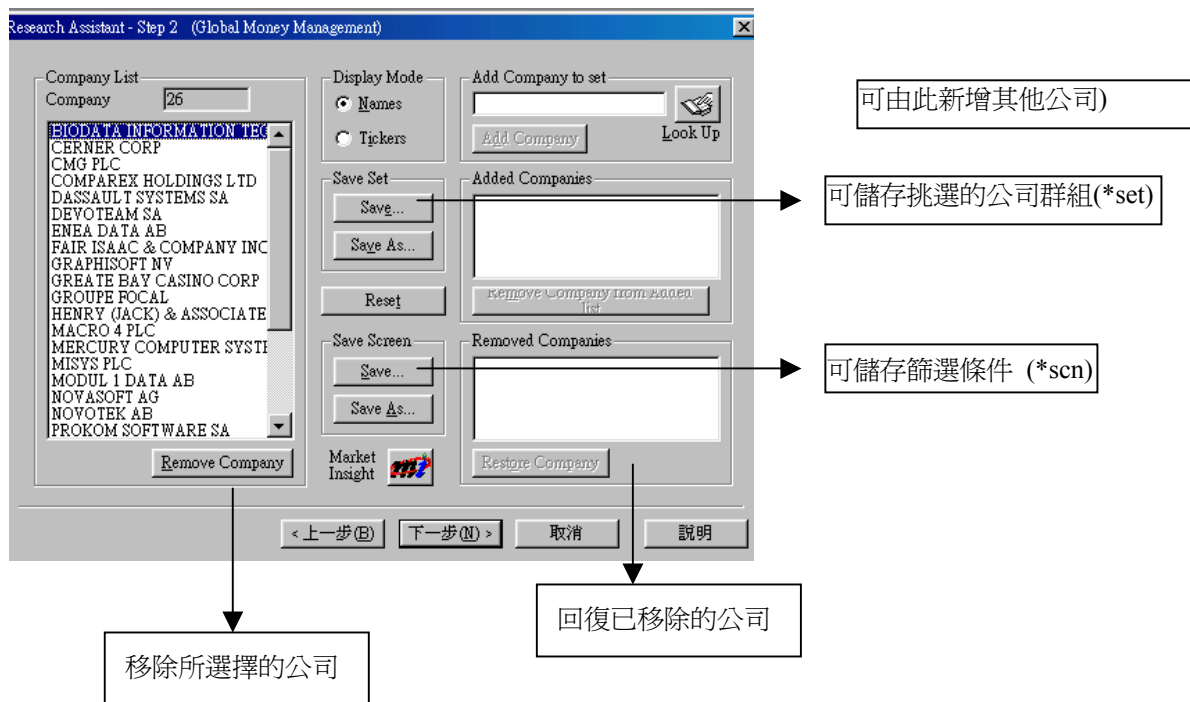 Research Assistant - Step 2 (Global Money Management)
Company List
Company 26
BIODATA INFORMATION TEC
CERNER CORP
CMG PLC
COMPAREX HOLDINGS LTD
DASSAULT SYSTEMS SA
DEVOTEAM SA
ENEA DATA AB
FAIR ISAAC & COMPANY INC
GRAPHISOFT NV
GREATE BAY CASINO CORP
GROUPE FOCAL
HENRY (JACK) & ASSOCIATE
MACRO 4 PLC
MERCURY COMPUTER SYSTE
MISYS PLC
MODUL 1 DATA AB
NOVASOFT AG
NOVOTEK AB
PROKOM SOFTWARE SA
Remove Company
Display Mode
Names
Tickers
Save Set
Save...
Save As...
Reset
Save Screen
Save...
Save As...
Market
Insight
mi
Add Company to set
Add Company
Look Up
Added Companies
Remove Company from Added
list
Removed Companies
Restore Company
<上一步(B)
下一步(N) >
取消
說明
可由此新增其他公司)
可儲存挑選的公司群組(*set)
可儲存篩選條件 (*scn)
回復已移除的公司
移除所選擇的公司